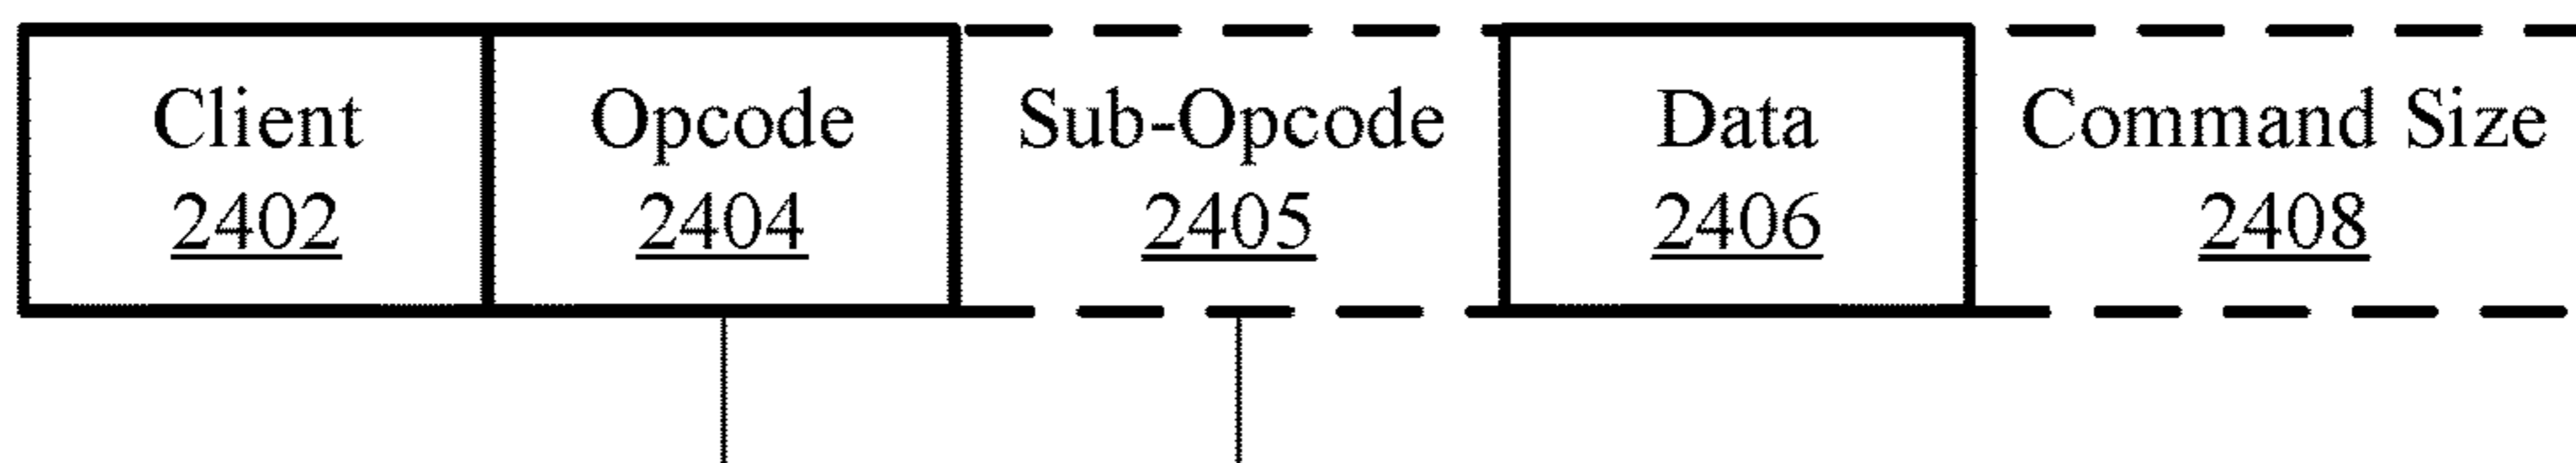 Client Opcode Sub-Opcode Data Command Size
2402 2404 2405 2406 2408